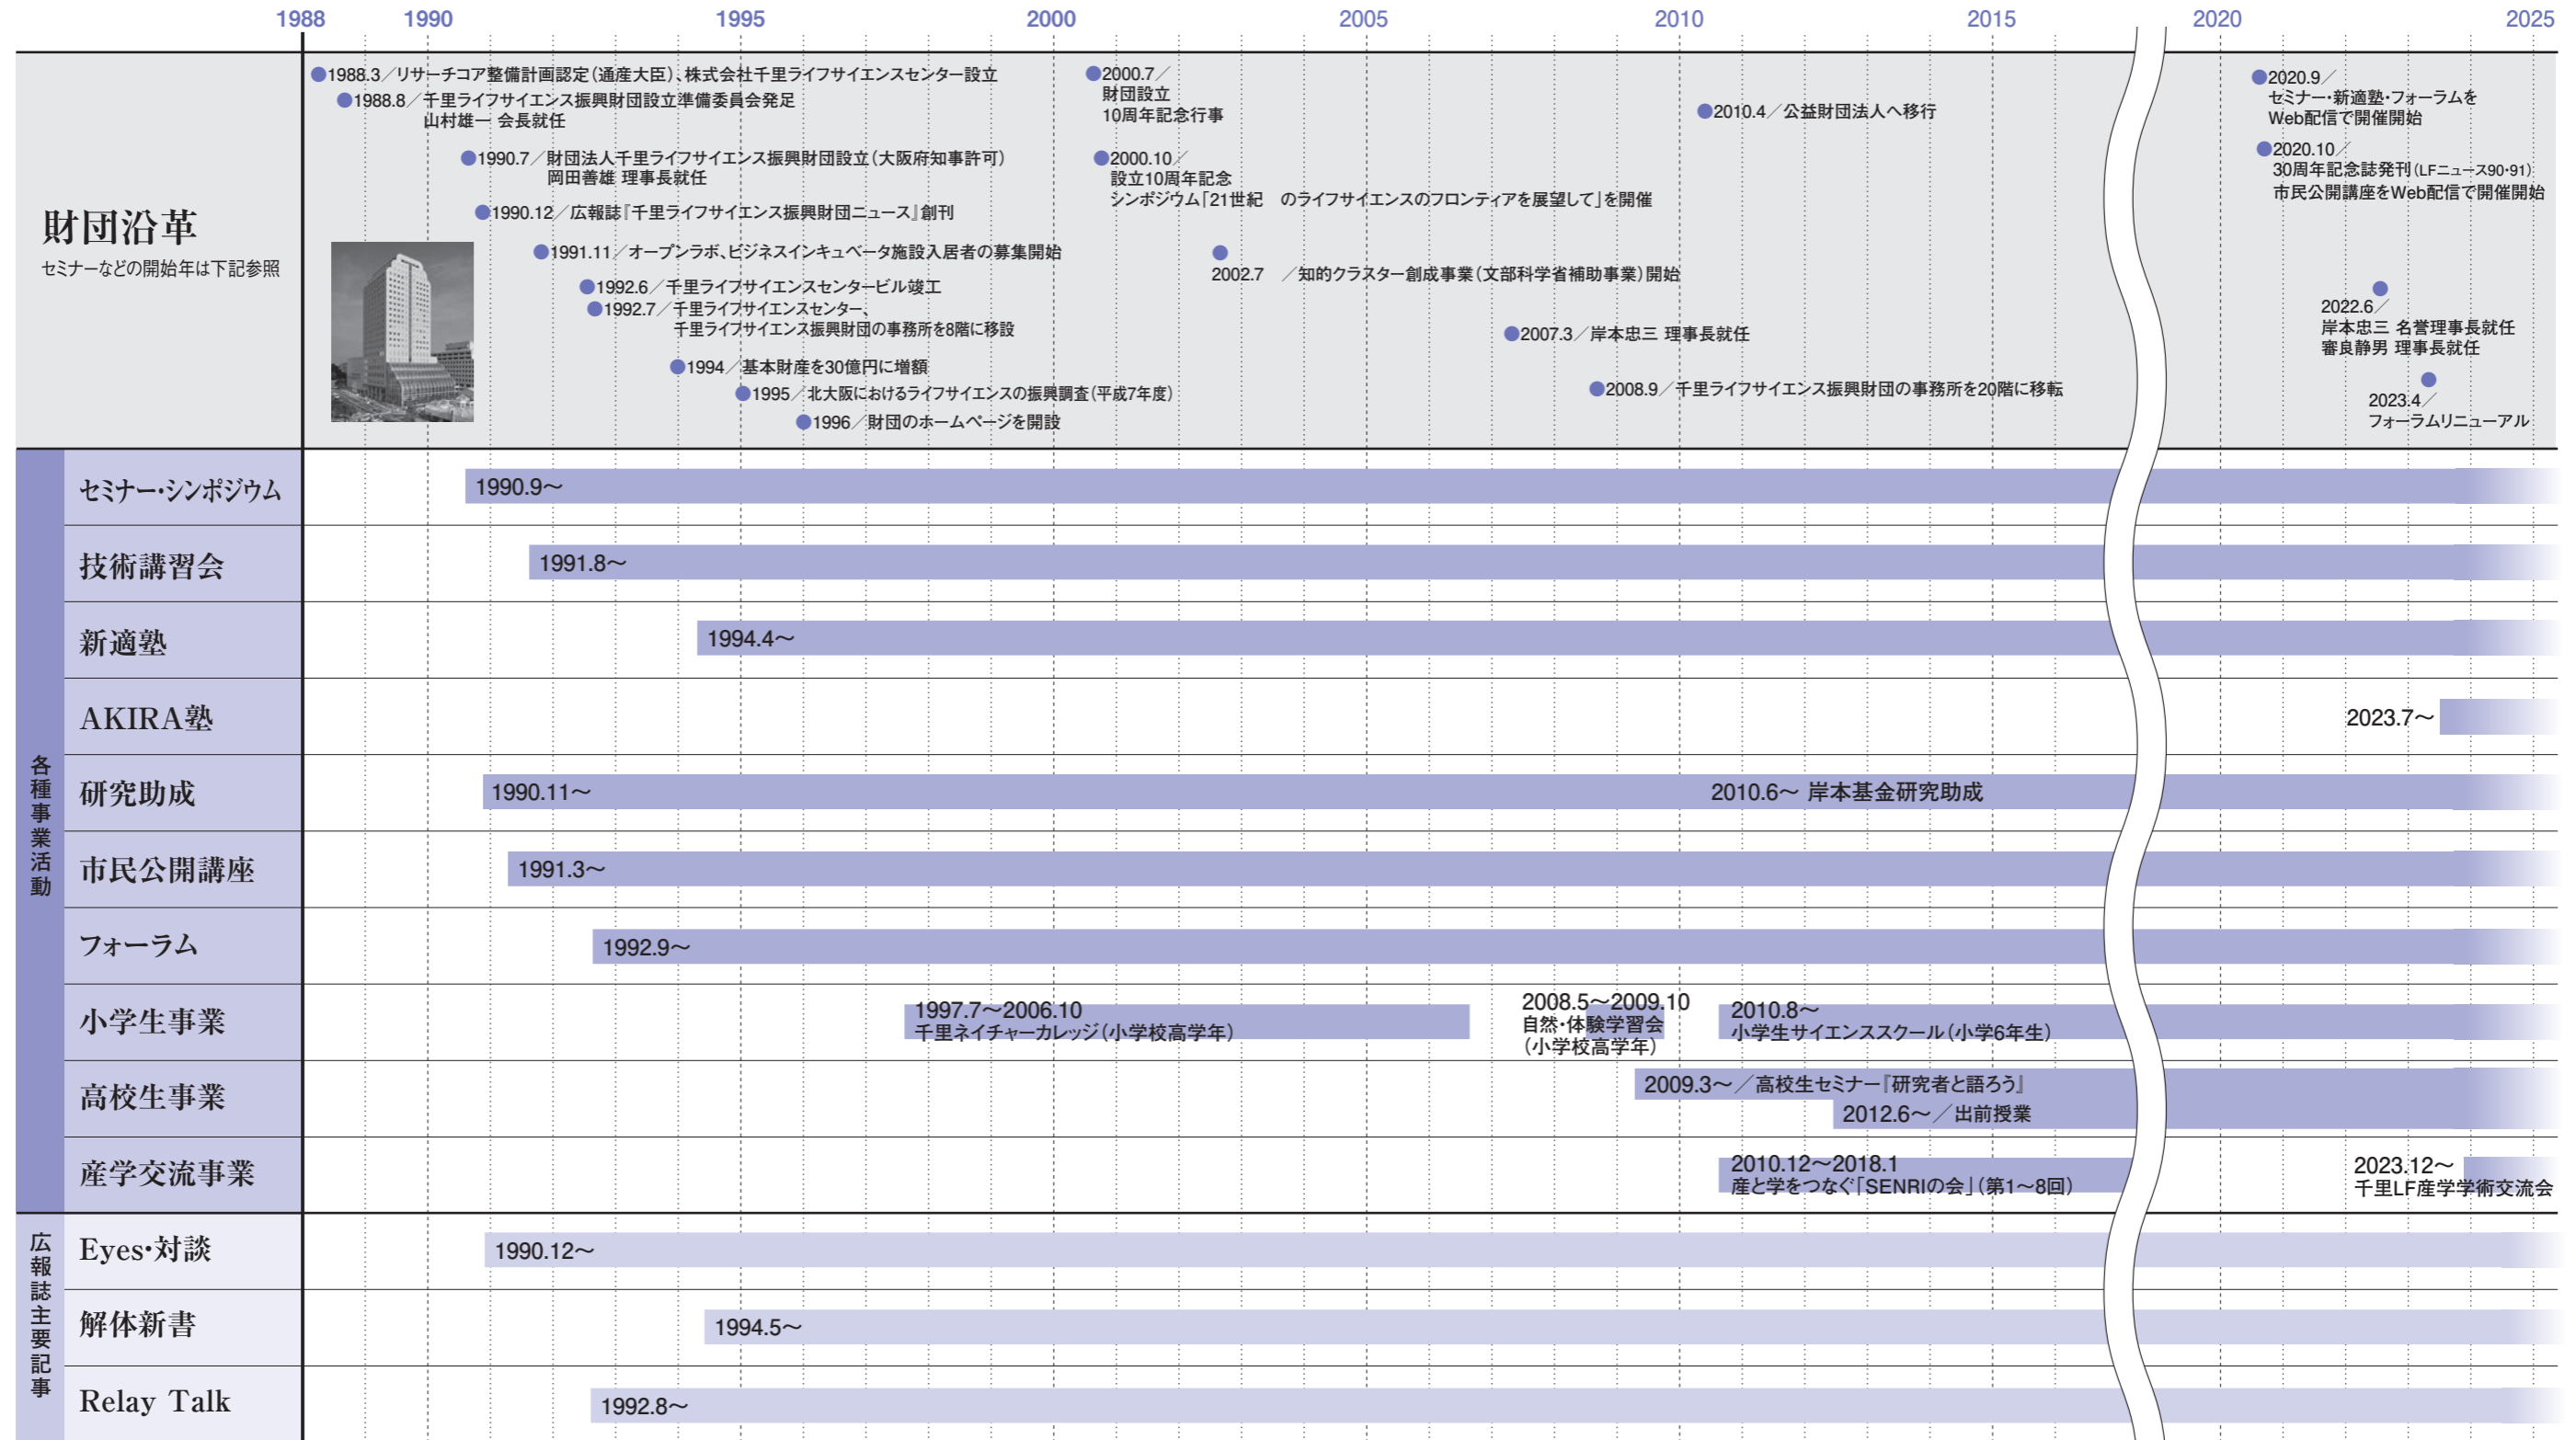 1988 1990 1995 2000 2005 2010 2015 2020 2025
財団沿革
セミナーなどの開始年は下記参照
1988.3／リサーチコア整備計画認定（通産大臣）、株式会社千里ライフサイエンスセンター設立
1988.8／千里ライフサイエンス振興財団設立準備委員会発足
山村雄一 会長就任
1990.7／財団法人千里ライフサイエンス振興財団設立（大阪府知事許可）
岡田善雄 理事長就任
1990.12／広報誌『千里ライフサイエンス振興財団ニュース』創刊
1991.11／オープンラボ、ビジネスインキュベータ施設入居者の募集開始
1992.6／千里ライフサイエンスセンタービル竣工
1992.7／千里ライフサイエンスセンター、
千里ライフサイエンス振興財団の事務所を8階に移設
1994／基本財産を30億円に増額
1995／北大阪におけるライフサイエンスの振興調査（平成7年度）
1996／財団のホームページを開設
2000.7／
財団設立
10周年記念行事
2000.10／
設立10周年記念
シンポジウム「21世紀　のライフサイエンスのフロンティアを展望して」を開催
2002.7　／知的クラスター創成事業（文部科学省補助事業）開始
2007.3／岸本忠三 理事長就任
2008.9／千里ライフサイエンス振興財団の事務所を20階に移転
2010.4／公益財団法人へ移行
2020.9／
セミナー・新適塾・フォーラムを
Web配信で開催開始
2020.10／
30周年記念誌発刊（LFニュース90・91）
市民公開講座をWeb配信で開催開始
2022.6／
岸本忠三 名誉理事長就任
審良静男 理事長就任
2023.4／
フォーラムリニューアル
各種事業活動
セミナー・シンポジウム
1990.9〜
技術講習会
1991.8〜
新適塾
1994.4〜
AKIRA塾
2023.7〜
研究助成
1990.11〜
2010.6〜 岸本基金研究助成
市民公開講座
1991.3〜
フォーラム
1992.9〜
小学生事業
1997.7〜2006.10
千里ネイチャーカレッジ（小学校高学年）
2008.5〜2009.10
自然・体験学習会
（小学校高学年）
2010.8〜
小学生サイエンススクール（小学6年生）
高校生事業
2009.3〜／高校生セミナー『研究者と語ろう』
2012.6〜／出前授業
産学交流事業
2010.12〜2018.1
産と学をつなぐ「SENRIの会」（第1〜8回）
2023.12〜
千里LF産学学術交流会
広報誌主要記事
Eyes・対談
1990.12〜
解体新書
1994.5〜
Relay Talk
1992.8〜